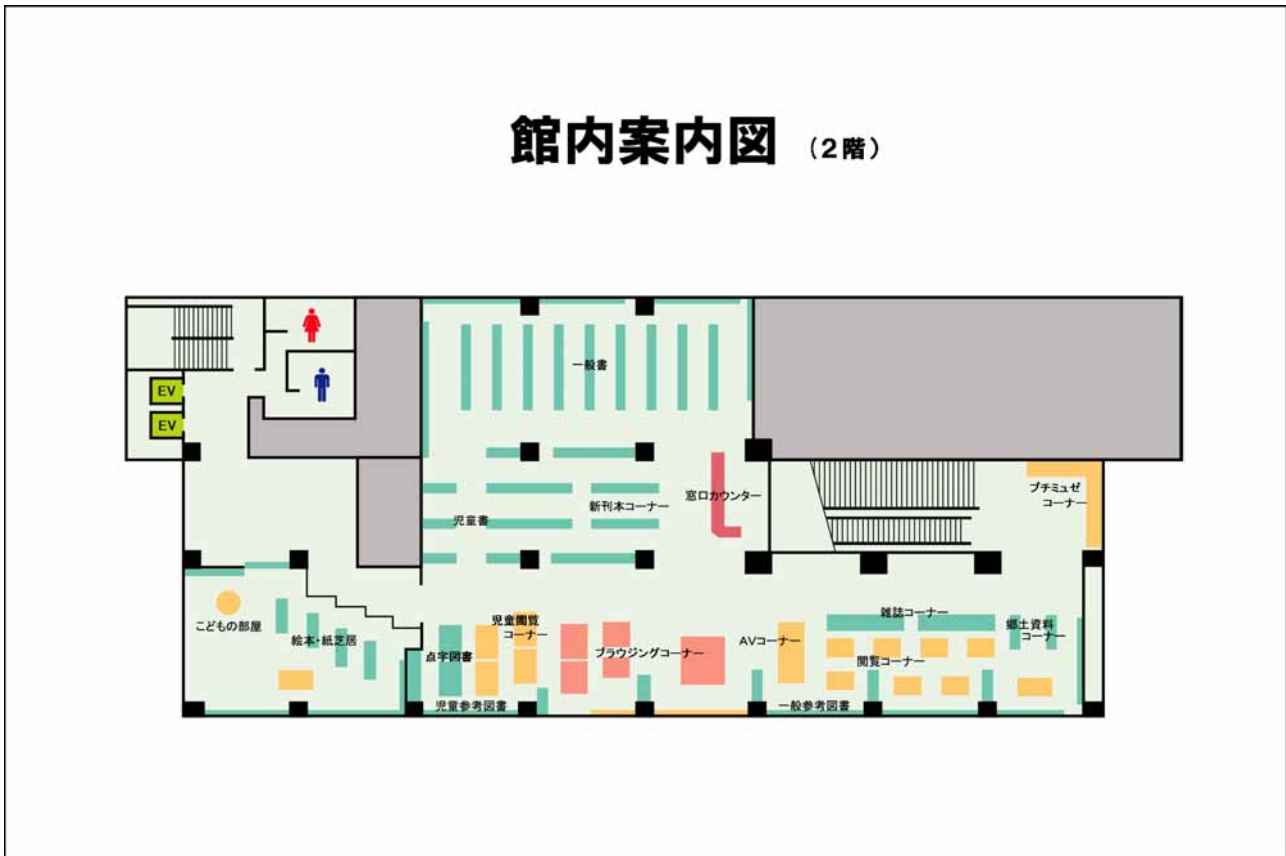 館内案内図 (2階)
EV
EV
一般書
児童書
新刊本コーナー
窓口カウンター
プチミュゼ
コーナー
こどもの部屋
絵本・紙芝居
点字図書
児童閲覧
コーナー
児童参考図書
ブラウジングコーナー
AVコーナー
雑誌コーナー
閲覧コーナー
一般参考図書
郷土資料
コーナー